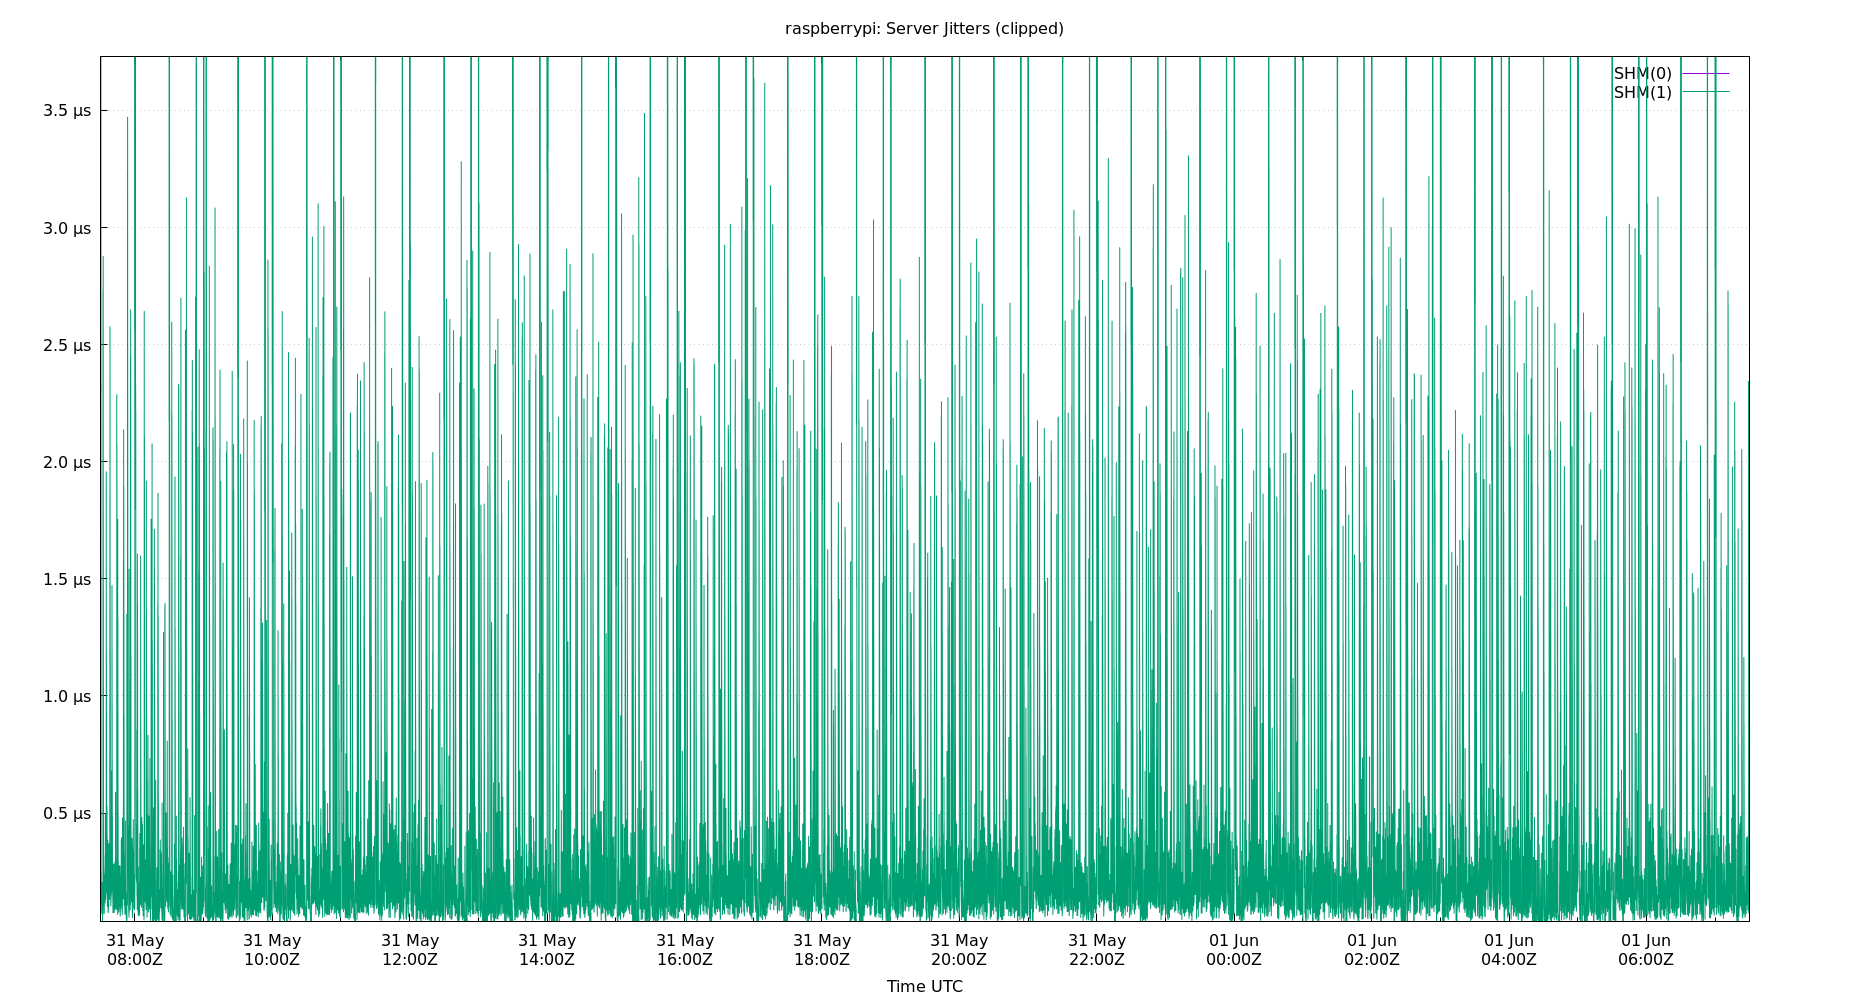 raspberrypi: Server Jitters (clipped)
SHM(0)
SHM(1)
3.5 μs
3.0 μs
2.5 μs
2.0 μs
1.5 μs
1.0 μs
0.5 μs
31 May 31 May 31 May 31 May 31 May 31 May 31 May 31 May 01 Jun 01 Jun 01 Jun 01 Jun
08:00Z 10:00Z 12:00Z 14:00Z 16:00Z 18:00Z 20:00Z 22:00Z 00:00Z 02:00Z 04:00Z 06:00Z
Time UTC